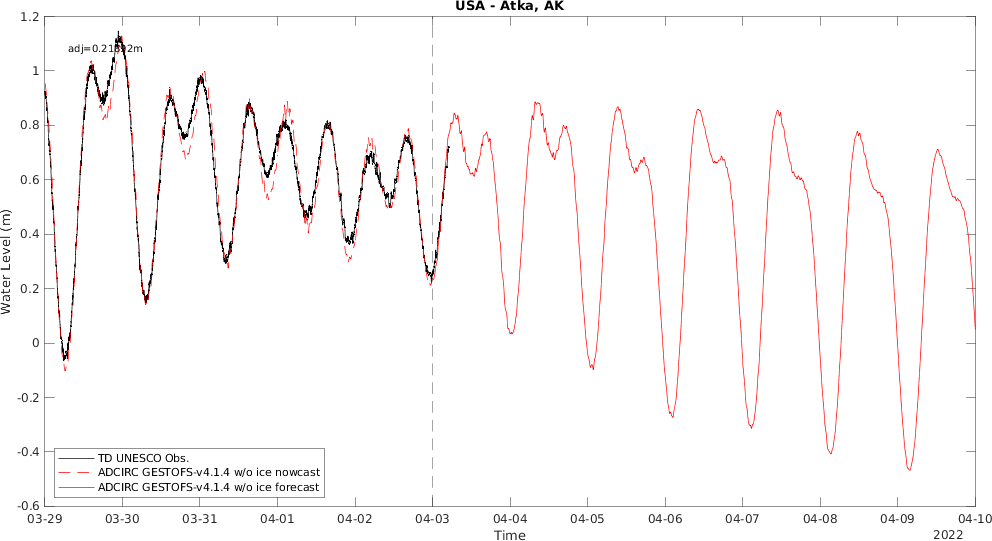 USA - Atka, AK
1.2
1
0.8
0.6
0.4
0.2
0
-0.2
-0.4
-0.6
Water Level (m)
TD UNESCO Obs.
ADCIRC GESTOFS-v4.1.4 w/o ice nowcast
ADCIRC GESTOFS-v4.1.4 w/o ice forecast
03-29 03-30 03-31 04-01 04-02 04-03 04-04 04-05 04-06 04-07 04-08 04-09 04-10
Time
2022